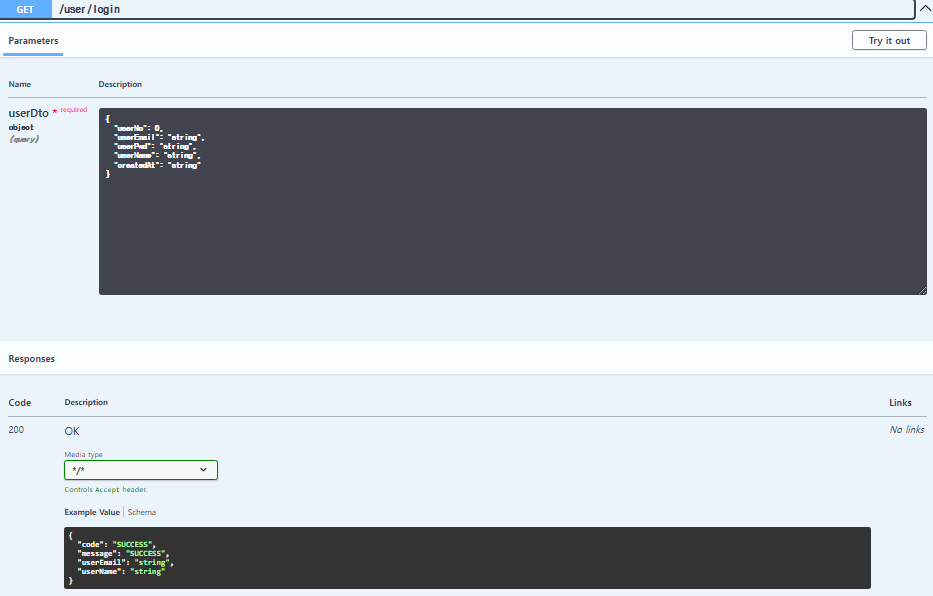 GET /user/login
Parameters
Try it out
Name Description
userDto * required
object
(query)
{
"userNo": 0,
"userEmail": "string",
"userPwd": "string",
"userName": "string",
"createdAt": "string"
}
Responses
Code Description Links
200 OK No links
Media type
*/*
Controls Accept header.
Example Value | Schema
{
"code": "SUCCESS",
"message": "SUCCESS",
"userEmail": "string",
"userName": "string"
}